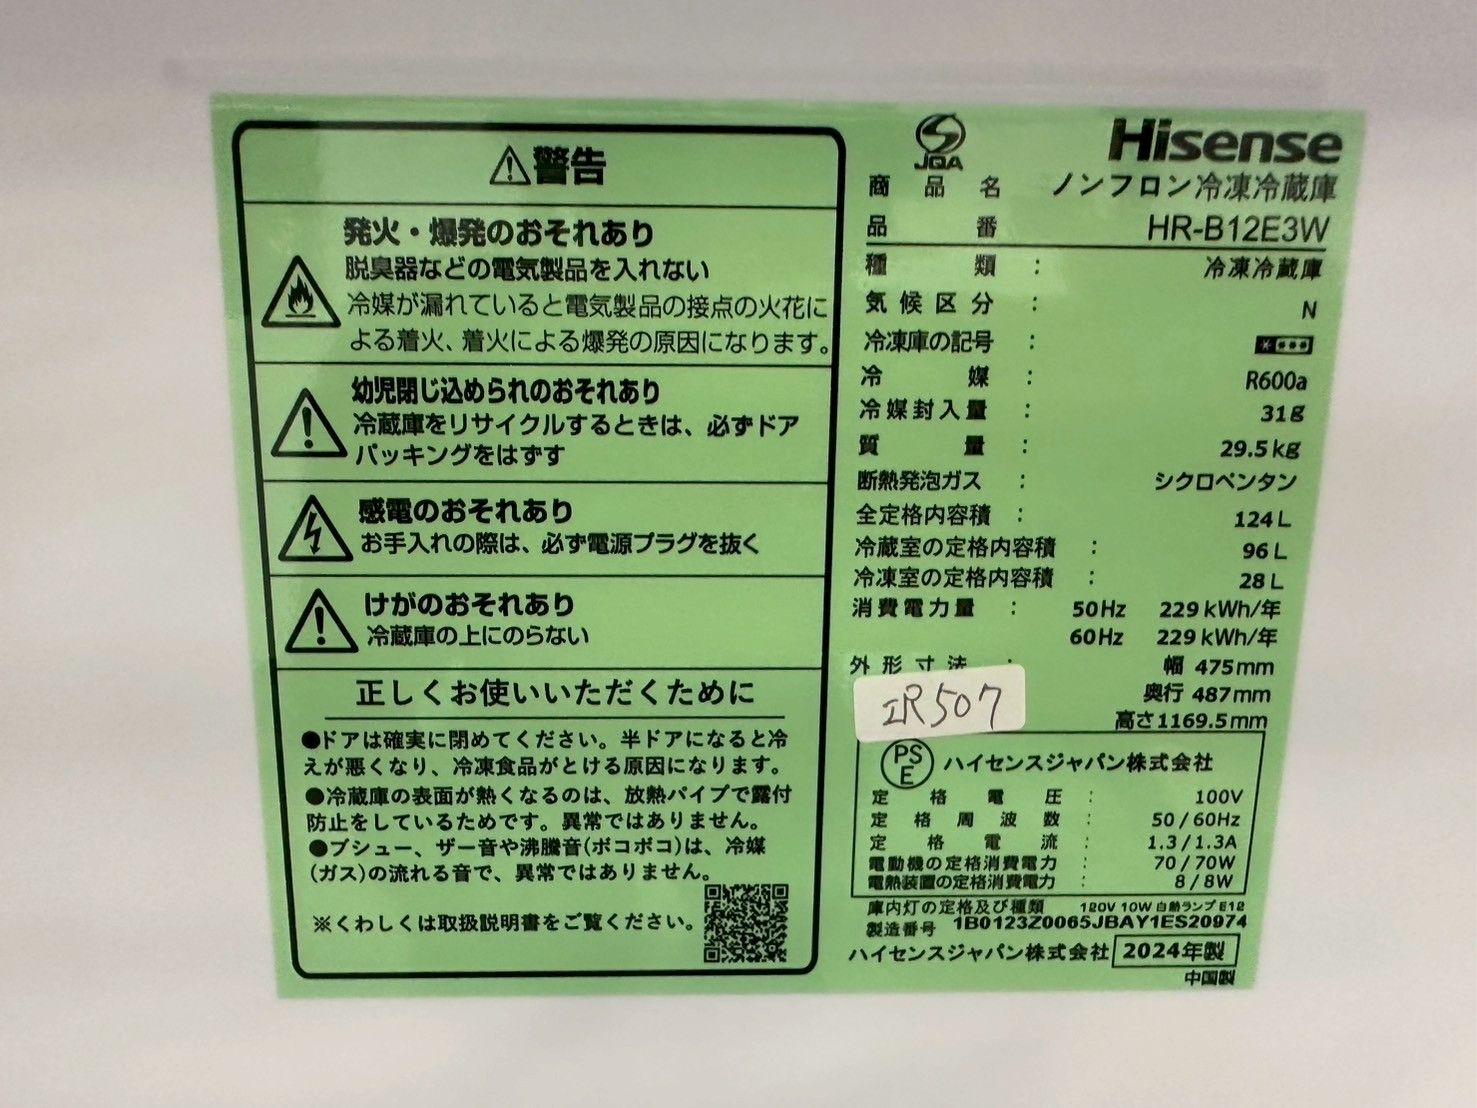 警告
発火・爆発のおそれあり
脱臭器などの電気製品を入れない
冷媒が漏れていると電気製品の接点の火花に
よる着火、着火による爆発の原因になります。
幼児閉じ込められのおそれあり
冷蔵庫をリサイクルするときは、必ずドア
パッキングをはずす
感電のおそれあり
お手入れの際は、必ず電源プラグを抜く
けがのおそれあり
冷蔵庫の上にのらない
正しくお使いいただくために
●ドアは確実に閉めてください。半ドアになると冷
えが悪くなり、冷凍食品がとける原因になります。
●冷蔵庫の表面が熱くなるのは、放熱パイプで露付
防止をしているためです。異常ではありません。
●ブシュー、ザー音や沸騰音(ボコボコ)は、冷媒
(ガス)の流れる音で、異常ではありません。
※くわしくは取扱説明書をご覧ください。
JQA
Hisense
商品名 ノンフロン冷凍冷蔵庫
品番 HR-B12E3W
種類 : 冷凍冷蔵庫
気候区分 : N
冷凍庫の記号 :
冷媒 : R600a
冷媒封入量 : 31g
質量 : 29.5kg
断熱発泡ガス : シクロペンタン
全定格内容積 : 124L
冷蔵室の定格内容積 : 96L
冷凍室の定格内容積 : 28L
消費電力量 : 50Hz 229kWh/年
60Hz 229kWh/年
外形寸法 : 幅 475mm
奥行 487mm
高さ1169.5mm
IR507
PSE ハイセンスジャパン株式会社
定格電圧 : 100V
定格周波数 : 50/60Hz
定格電流 : 1.3/1.3A
電動機の定格消費電力 : 70/70W
電熱装置の定格消費電力 : 8/8W
庫内灯の定格及び種類 120V 10W 白熱ランプ E12
製造番号 1B0123Z0065JBAY1ES20974
ハイセンスジャパン株式会社 2024年製
中国製